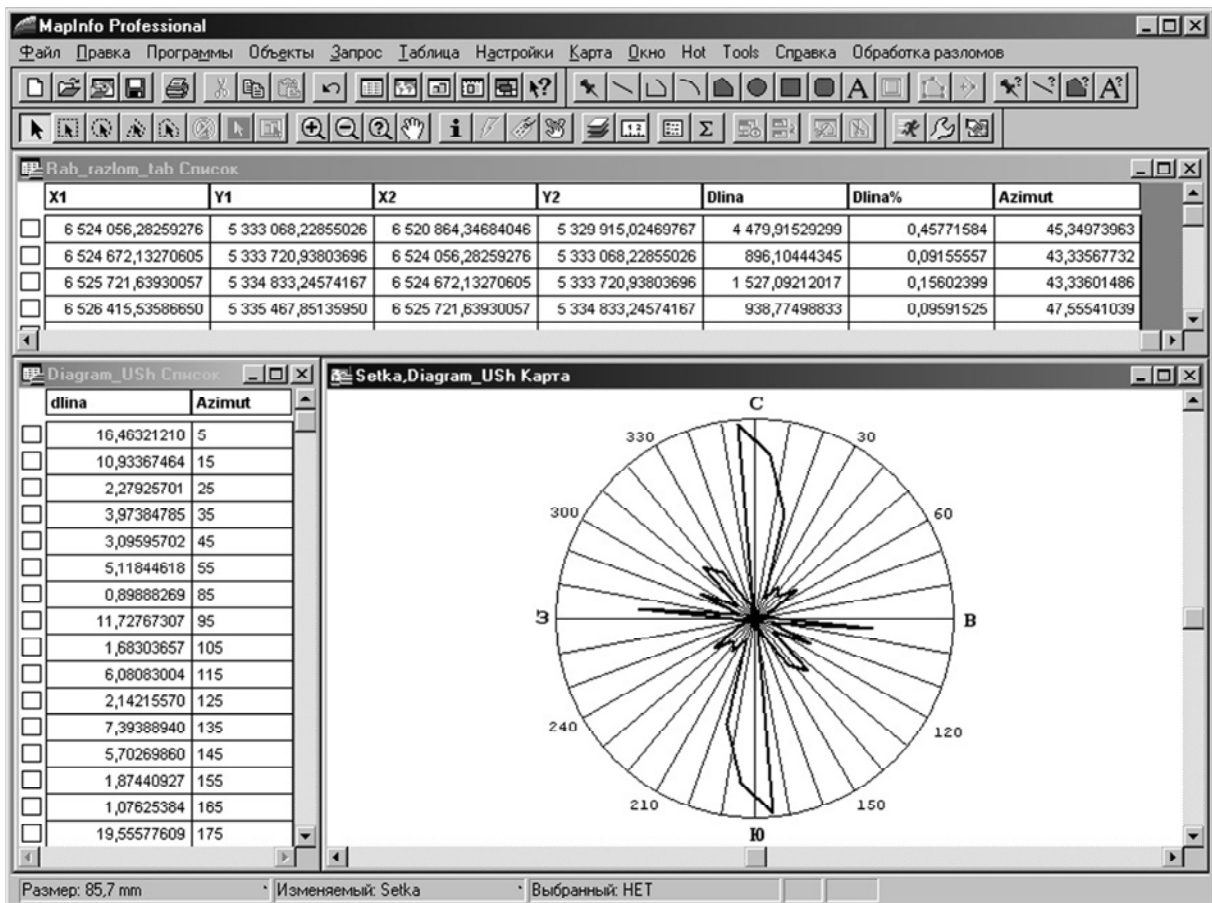 MapInfo Professional
Файл Правка Программы Объекты Запрос Таблица Настройки Карта Окно Hot Tools Справка Обработка разломов
Rab_razlom_tab Список
X1 Y1 X2 Y2 Dlina Dlina% Azimut
6 524 056,28259276 5 333 068,22855026 6 520 864,34684046 5 329 915,02469767 4 479,91529299 0,45771584 45,34973963
6 524 672,13270605 5 333 720,93803696 6 524 056,28259276 5 333 068,22855026 896,10444345 0,09155557 43,33567732
6 525 721,63930057 5 334 833,24574167 6 524 672,13270605 5 333 720,93803696 1 527,09212017 0,15602399 43,33601486
6 526 415,53586650 5 335 467,85135950 6 525 721,63930057 5 334 833,24574167 938,77498833 0,09591525 47,55541039
Diagram_USh Список
dlina Azimut
16,46321210 5
10,93367464 15
2,27925701 25
3,97384785 35
3,09595702 45
5,11844618 55
0,89888269 85
11,72767307 95
1,68303657 105
6,08083004 115
2,14215570 125
7,39388940 135
5,70269860 145
1,87440927 155
1,07625384 165
19,55577609 175
Setka,Diagram_USh Карта
С
330 30
300 60
З В
240 120
210 150
Ю
Размер: 85,7 mm Изменяемый: Setka Выбранный: НЕТ